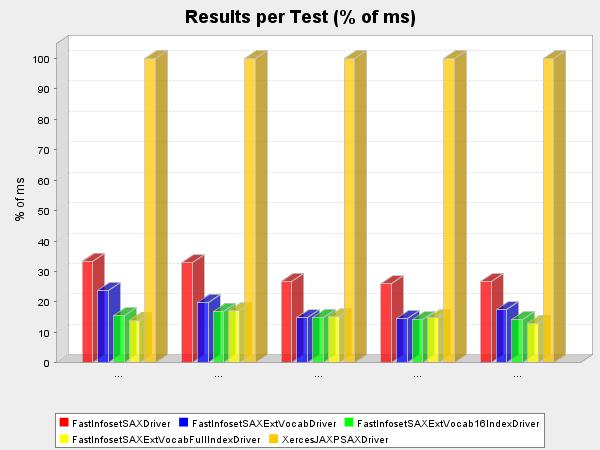 Results per Test (% of ms)
100
90
80
70
60
50
40
30
20
10
0
% of ms
... ... ... ... ...
FastInfosetSAXDriver FastInfosetSAXExtVocabDriver FastInfosetSAXExtVocab16IndexDriver
FastInfosetSAXExtVocabFullIndexDriver XercesJAXPSAXDriver